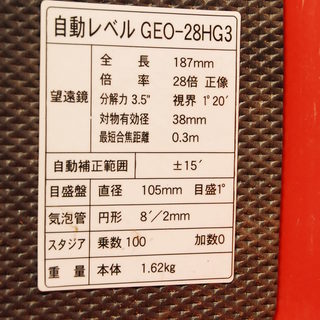 自動レベル GEO-28HG3
望遠鏡
全長 187mm
倍率 28倍 正像
分解力 3.5" 視界 1°20′
対物有効径 38mm
最短合焦距離 0.3m
自動補正範囲 ±15′
目盛盤 直径 105mm 目盛1°
気泡管 円形 8′/2mm
スタジア 乗数100 加数0
重量 本体 1.62kg